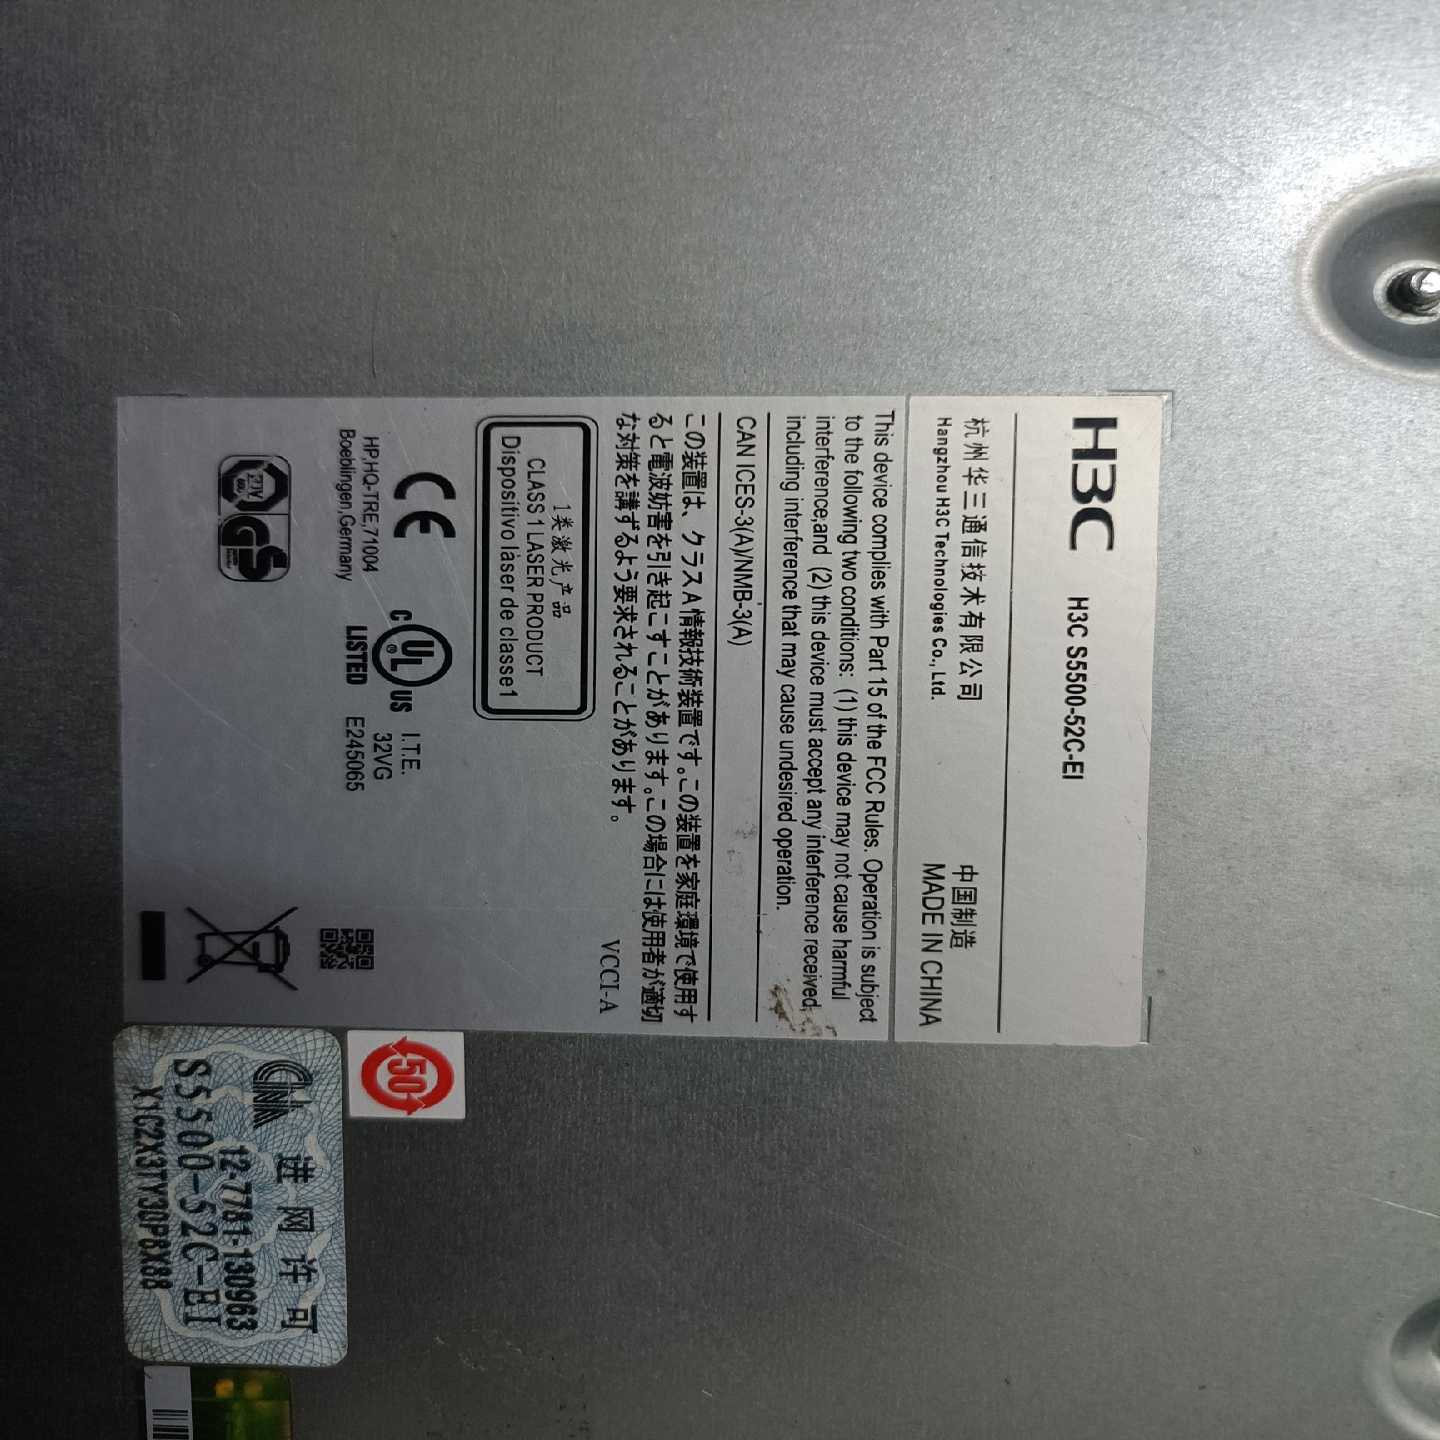 H3C H3C S5500-52C-EI
杭州华三通信技术有限公司
Hangzhou H3C Technologies Co., Ltd.
中国制造
MADE IN CHINA
This device complies with Part 15 of the FCC Rules. Operation is subject
to the following two conditions: (1) this device may not cause harmful
interference,and (2) this device must accept any interference received,
including interference that may cause undesired operation.
CAN ICES-3(A)/NMB-3(A)
この装置は、クラスA情報技術装置です。この装置を家庭環境で使用す
ると電波妨害を引き起こすことがあります。この場合には使用者が適切
な対策を講ずるよう要求されることがあります。
VCCI-A
1类激光产品
CLASS 1 LASER PRODUCT
Dispositivo láser de classe1
CE
C UL US
®
LISTED
I.T.E.
32VG
E245065
HP,HQ-TRE,71004
Boeblingen,Germany
GS
50
进网许可
12-7781-130963
S5500-52C-EI
X1C2X3TY30P8X88